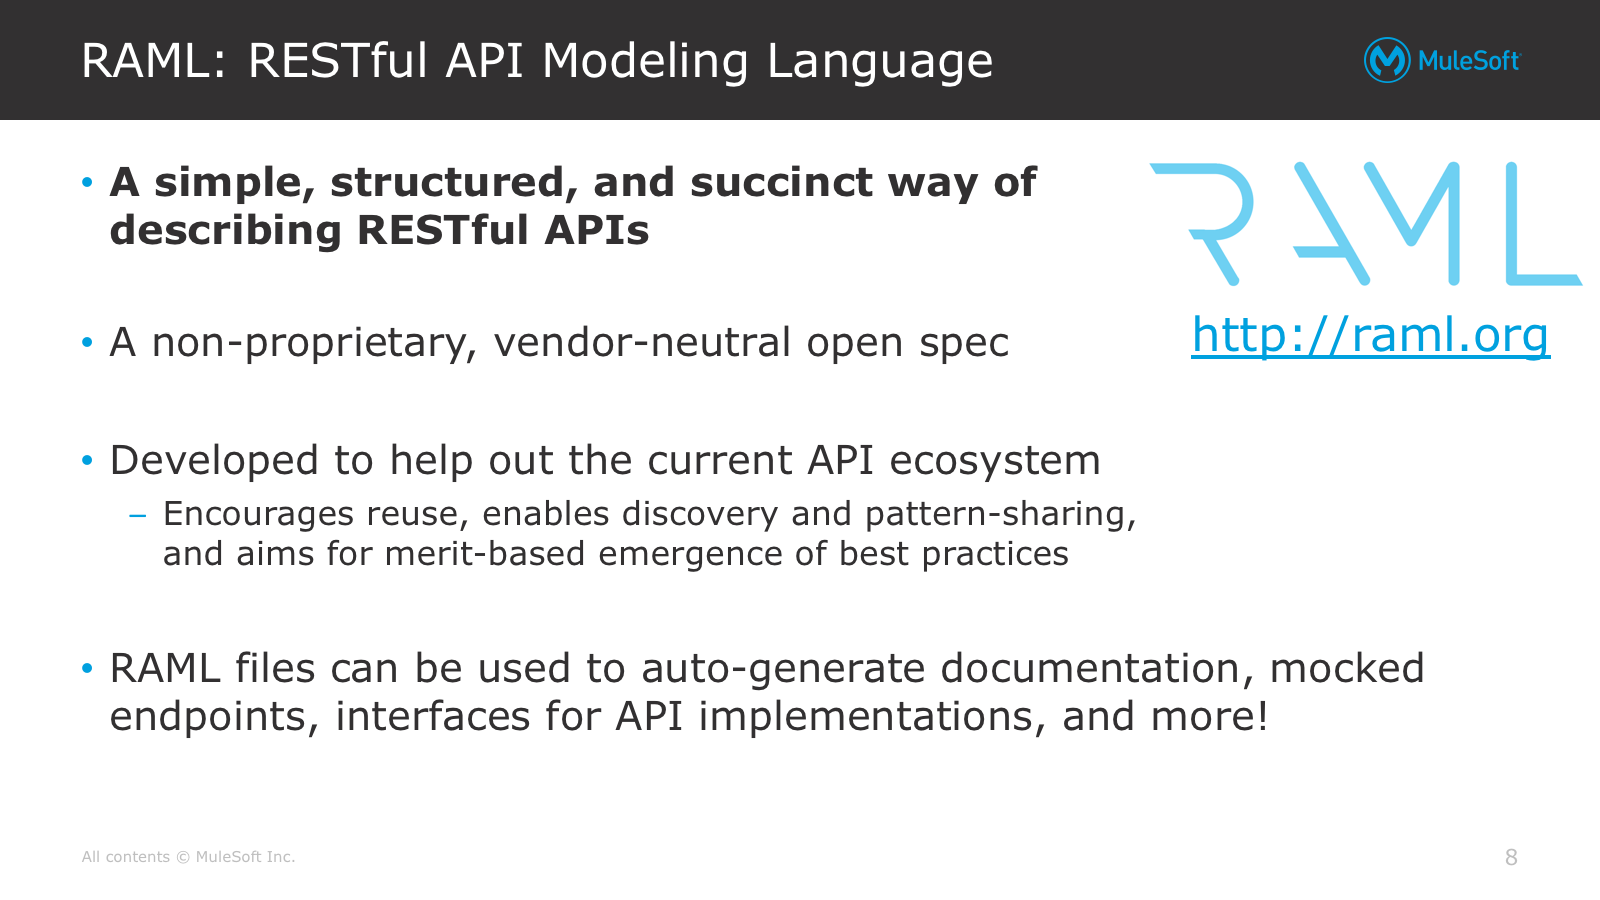 RAML: RESTful API Modeling Language
MuleSoft
• A simple, structured, and succinct way of
describing RESTful APIs
RAML
http://raml.org
• A non-proprietary, vendor-neutral open spec
• Developed to help out the current API ecosystem
– Encourages reuse, enables discovery and pattern-sharing,
and aims for merit-based emergence of best practices
• RAML files can be used to auto-generate documentation, mocked
endpoints, interfaces for API implementations, and more!
All contents © MuleSoft Inc.
8